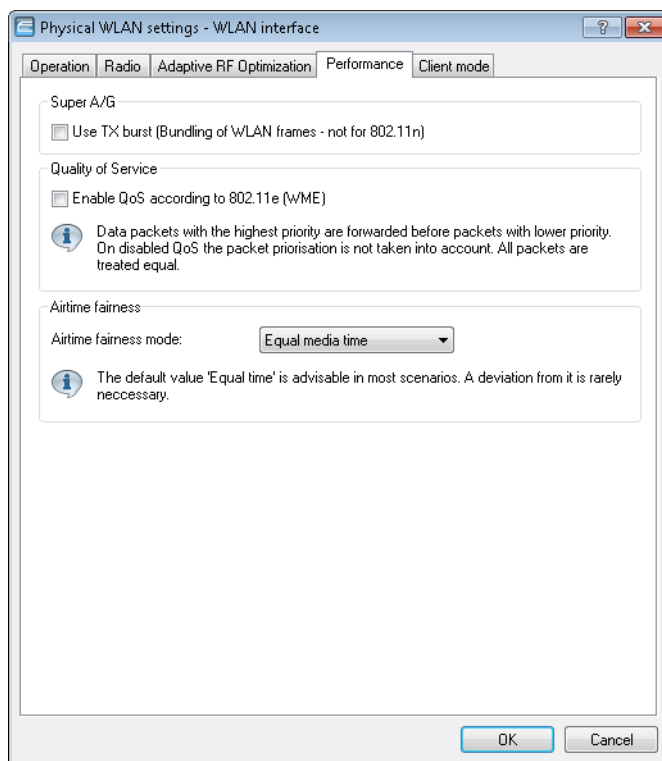 Physical WLAN settings - WLAN interface
Operation Radio Adaptive RF Optimization Performance Client mode
Super A/G
Use TX burst (Bundling of WLAN frames - not for 802.11n)
Quality of Service
Enable QoS according to 802.11e (WME)
Data packets with the highest priority are forwarded before packets with lower priority.
On disabled QoS the packet priorisation is not taken into account. All packets are
treated equal.
Airtime fairness
Airtime fairness mode: Equal media time
The default value 'Equal time' is advisable in most scenarios. A deviation from it is rarely
neccessary.
OK Cancel